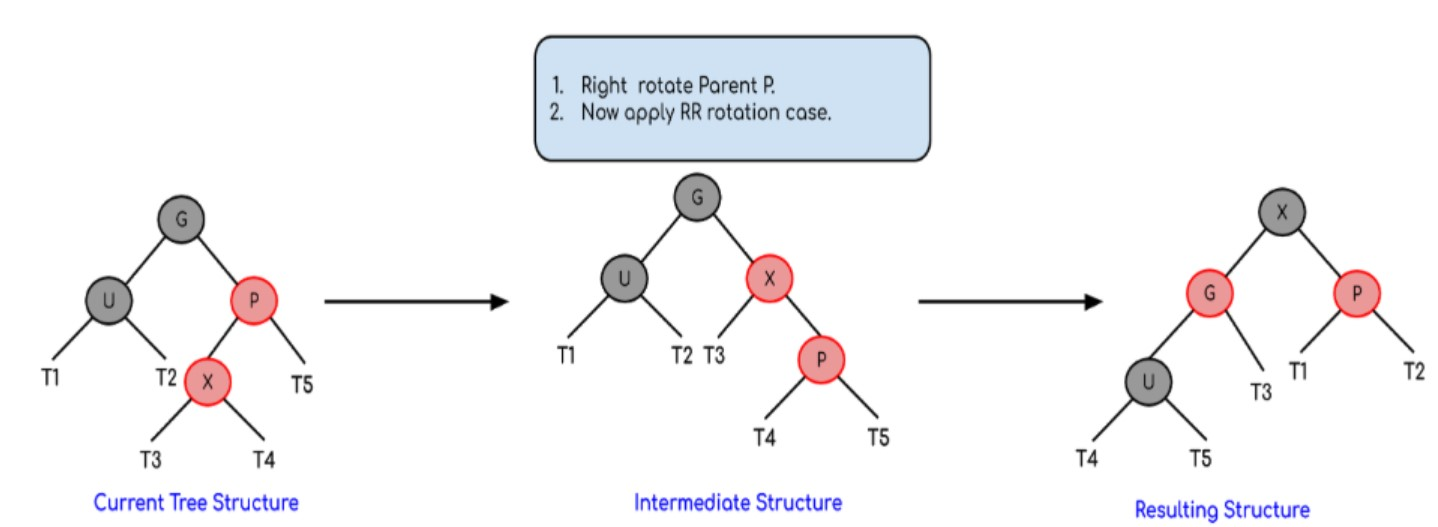 1. Right rotate Parent P.
2. Now apply RR rotation case.
G
U
P
T1
T2
X
T5
T3
T4
Current Tree Structure
G
U
X
T1
T2
T3
P
T4
T5
Intermediate Structure
X
G
P
U
T3
T1
T2
T4
T5
Resulting Structure